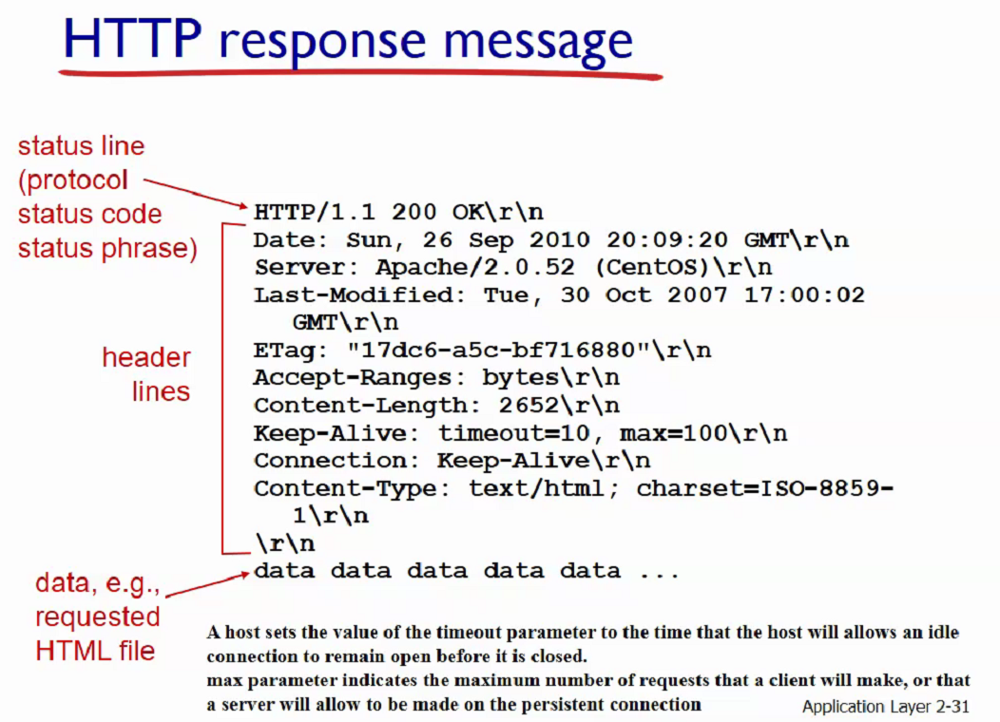 HTTP response message
status line
(protocol
status code
status phrase)
HTTP/1.1 200 OK\r\n
Date: Sun, 26 Sep 2010 20:09:20 GMT\r\n
Server: Apache/2.0.52 (CentOS)\r\n
Last-Modified: Tue, 30 Oct 2007 17:00:02
GMT\r\n
ETag: "17dc6-a5c-bf716880"\r\n
Accept-Ranges: bytes\r\n
Content-Length: 2652\r\n
Keep-Alive: timeout=10, max=100\r\n
Connection: Keep-Alive\r\n
Content-Type: text/html; charset=ISO-8859-
1\r\n
\r\n
data data data data data ...
header
lines
data, e.g.,
requested
HTML file
A host sets the value of the timeout parameter to the time that the host will allows an idle
connection to remain open before it is closed.
max parameter indicates the maximum number of requests that a client will make, or that
a server will allow to be made on the persistent connection
Application Layer 2-31